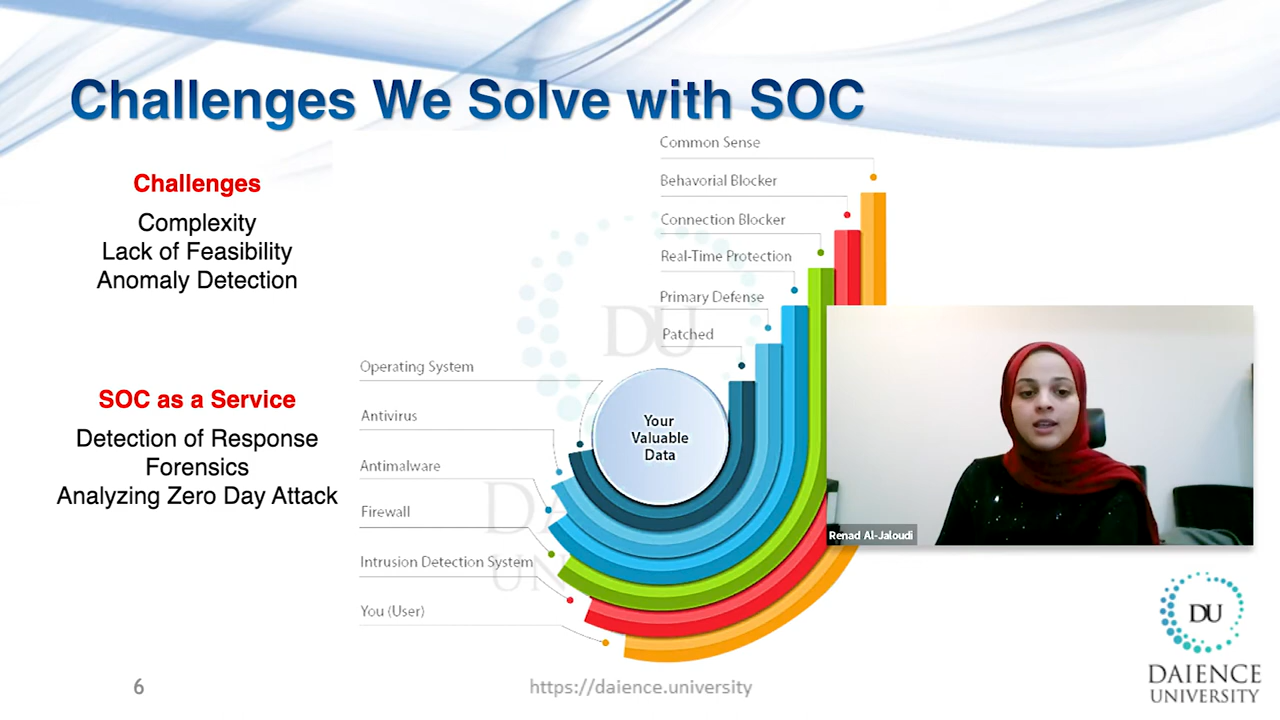 Challenges We Solve with SOC
Challenges
Complexity
Lack of Feasibility
Anomaly Detection
SOC as a Service
Detection of Response
Forensics
Analyzing Zero Day Attack
Common Sense
Behavorial Blocker
Connection Blocker
Real-Time Protection
Primary Defense
Patched
Operating System
Antivirus
Antimalware
Firewall
Intrusion Detection System
You (User)
Your
Valuable
Data
DU
Renad Al-Jaloudi
DU
DAIENCE
UNIVERSITY
6
https://daience.university